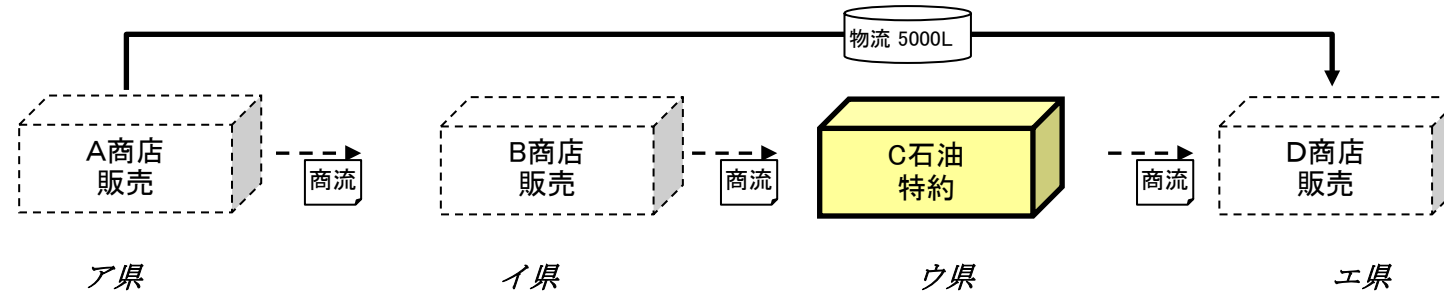 物流 5000L
A商店
販売
商流
B商店
販売
商流
C石油
特約
商流
D商店
販売
ア県
イ県
ウ県
エ県